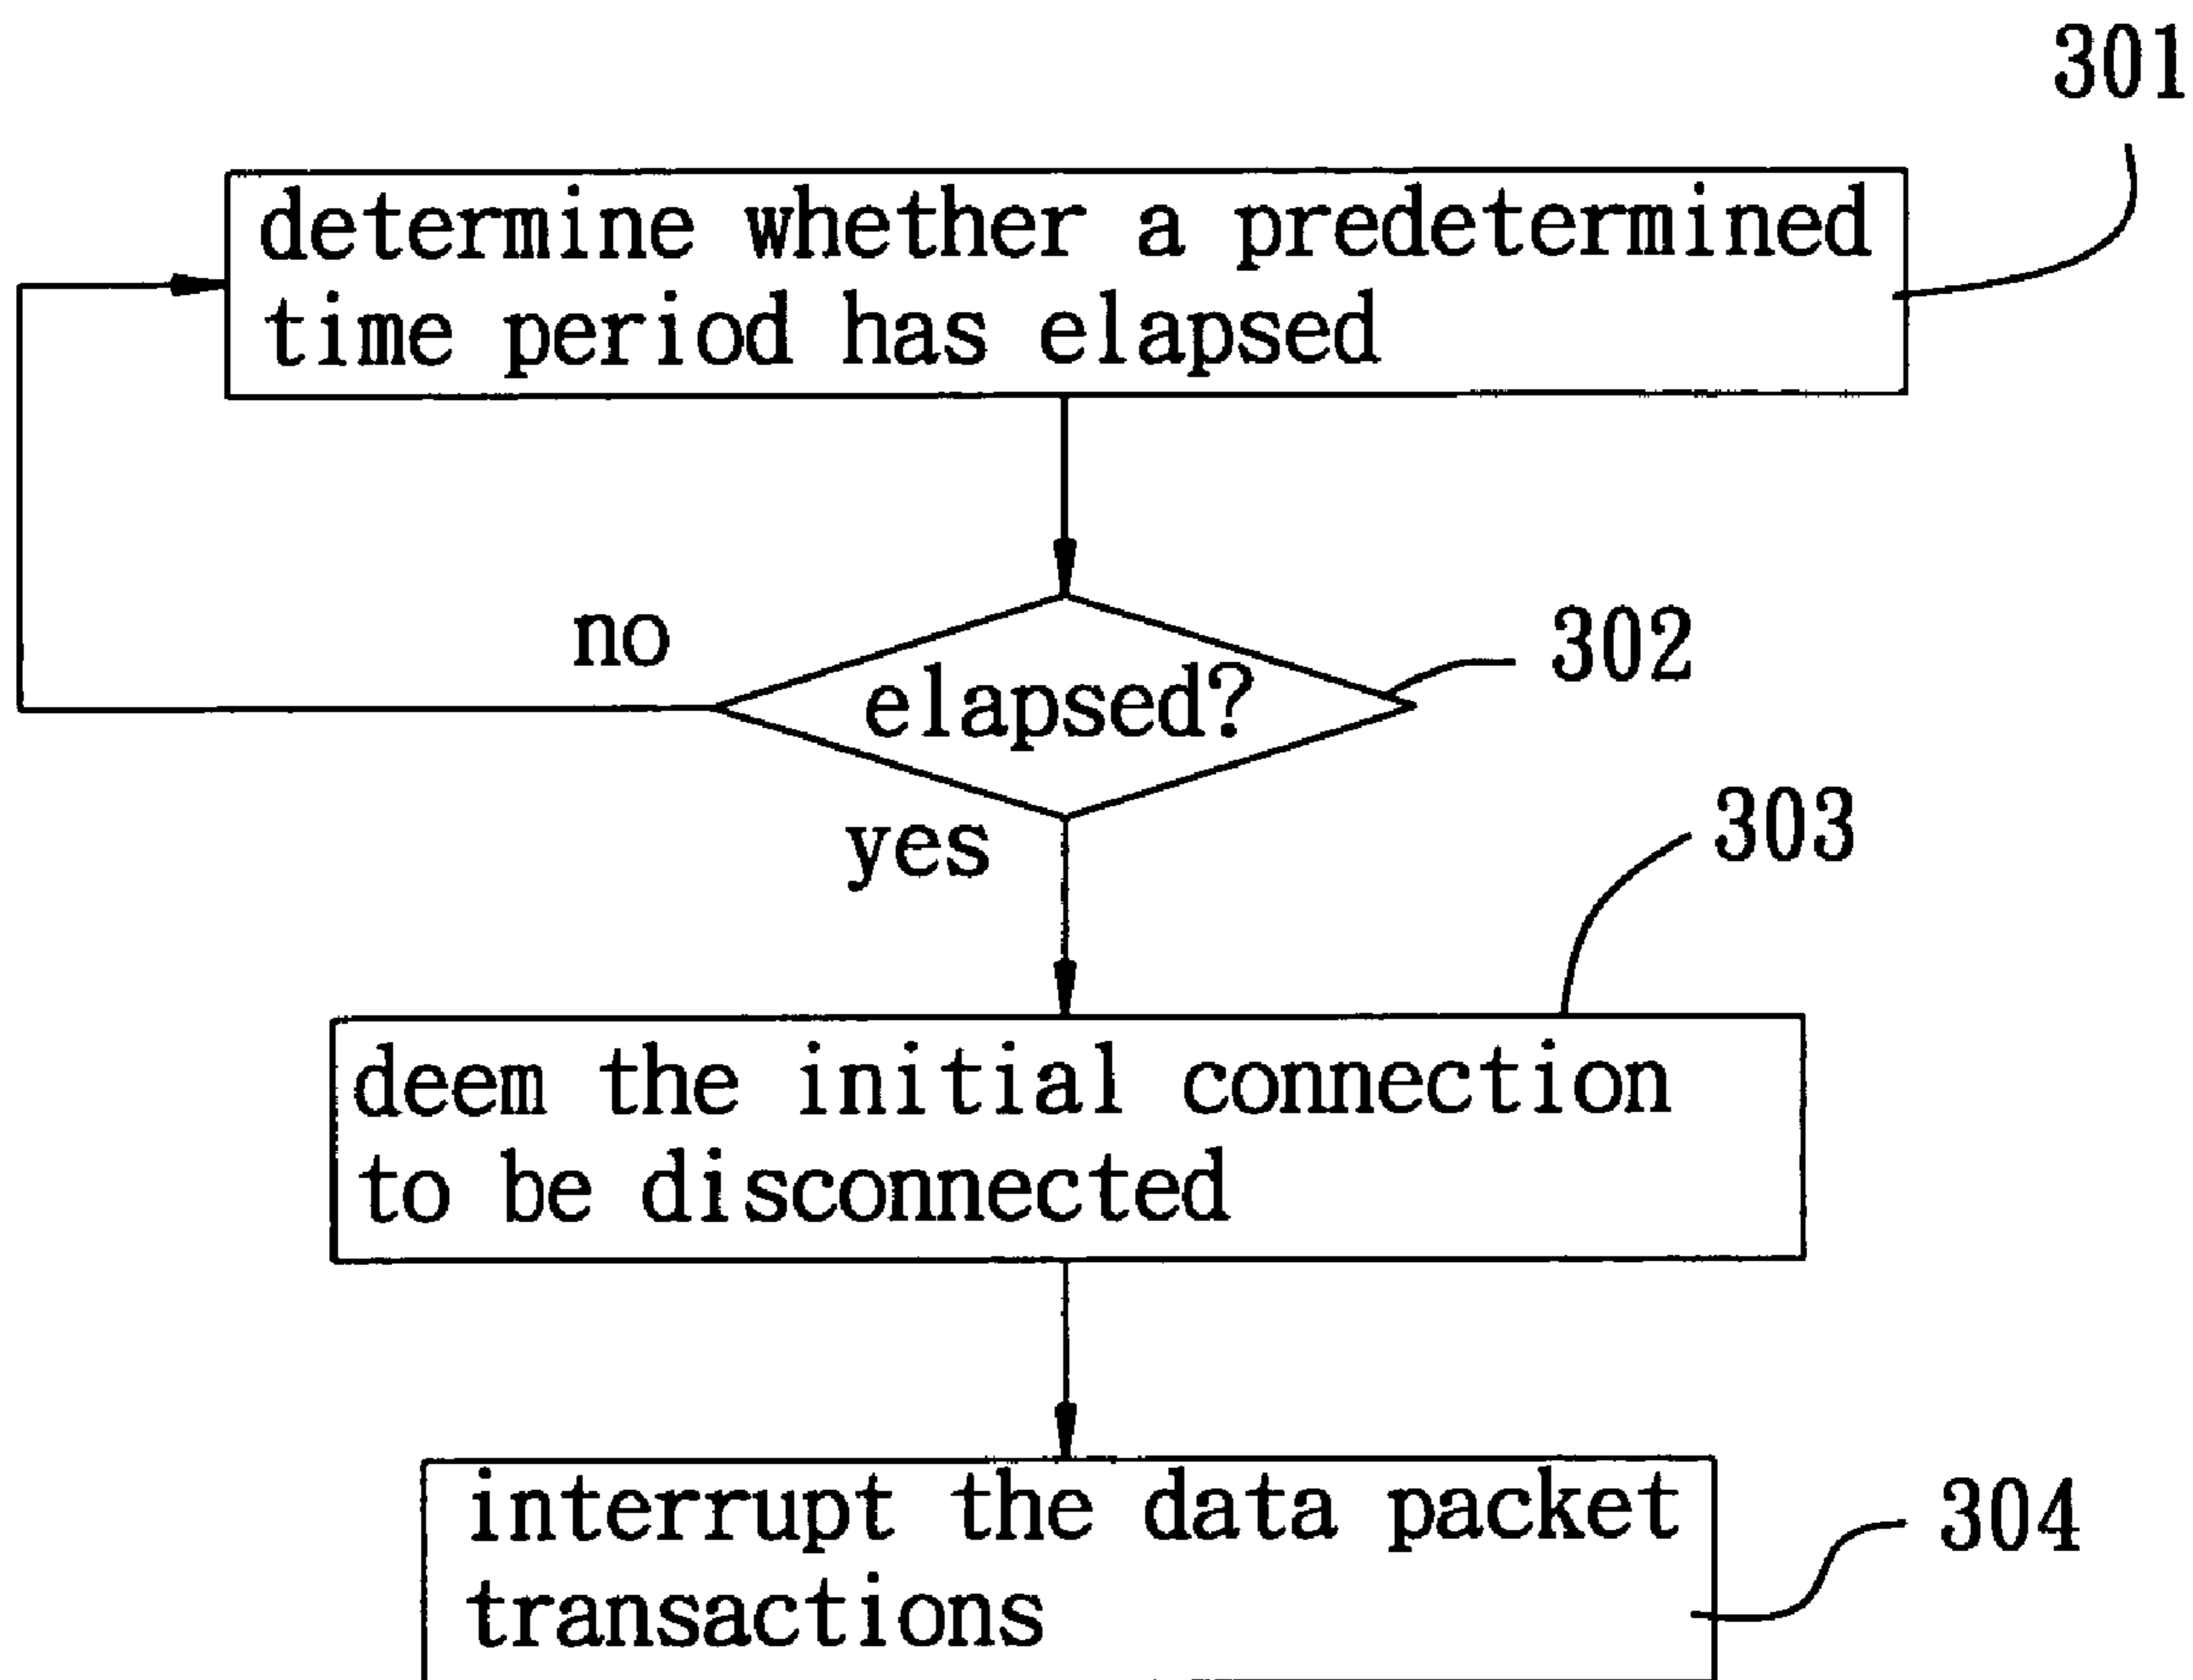 301
determine whether a predetermined
time period has elapsed
no
302
elapsed?
yes
303
deem the initial connection
to be disconnected
interrupt the data packet
304
transactions